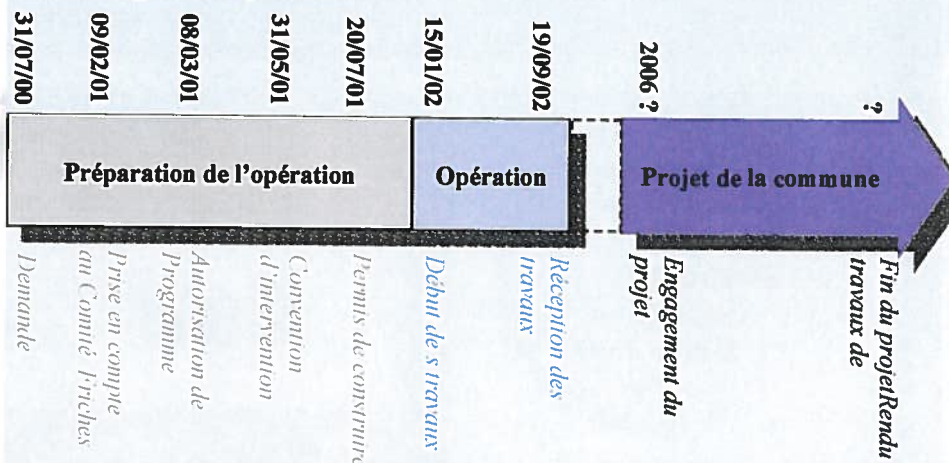 31/07/00
09/02/01
08/03/01
31/05/01
20/07/01
15/01/02
19/09/02
2006 ?
?
Préparation de l'opération
Opération
Projet de la commune
Demande
Prise en compte
au Comité Friches
Autorisation de
Programme
Convention
d'intervention
Permis de construire
Début de s travaux
Réception des
travaux
Engagement du
projet
Fin du projetRendu
travaux de